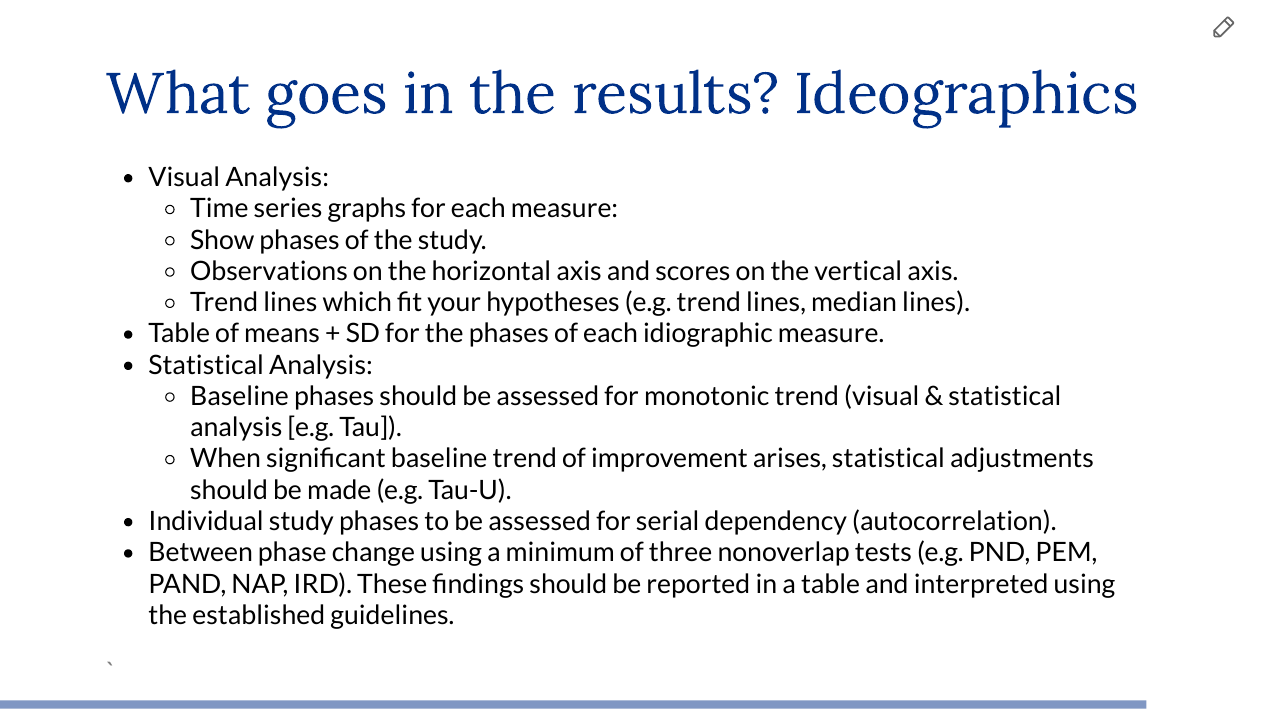 What goes in the results? Ideographics
• Visual Analysis:
○ Time series graphs for each measure:
○ Show phases of the study.
○ Observations on the horizontal axis and scores on the vertical axis.
○ Trend lines which fit your hypotheses (e.g. trend lines, median lines).
• Table of means + SD for the phases of each idiographic measure.
• Statistical Analysis:
○ Baseline phases should be assessed for monotonic trend (visual & statistical
analysis [e.g. Tau]).
○ When significant baseline trend of improvement arises, statistical adjustments
should be made (e.g. Tau-U).
• Individual study phases to be assessed for serial dependency (autocorrelation).
• Between phase change using a minimum of three nonoverlap tests (e.g. PND, PEM,
PAND, NAP, IRD). These findings should be reported in a table and interpreted using
the established guidelines.
`